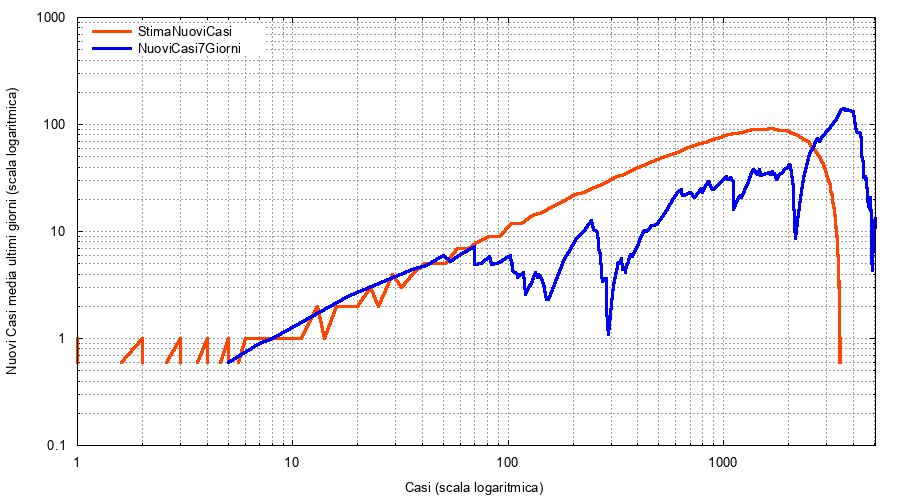 1000
StimaNuoviCasi
NuoviCasi7Giorni
100
10
1
0.1
Nuovi Casi media ultimi giorni (scala logaritmica)
1
10
100
1000
Casi (scala logaritmica)